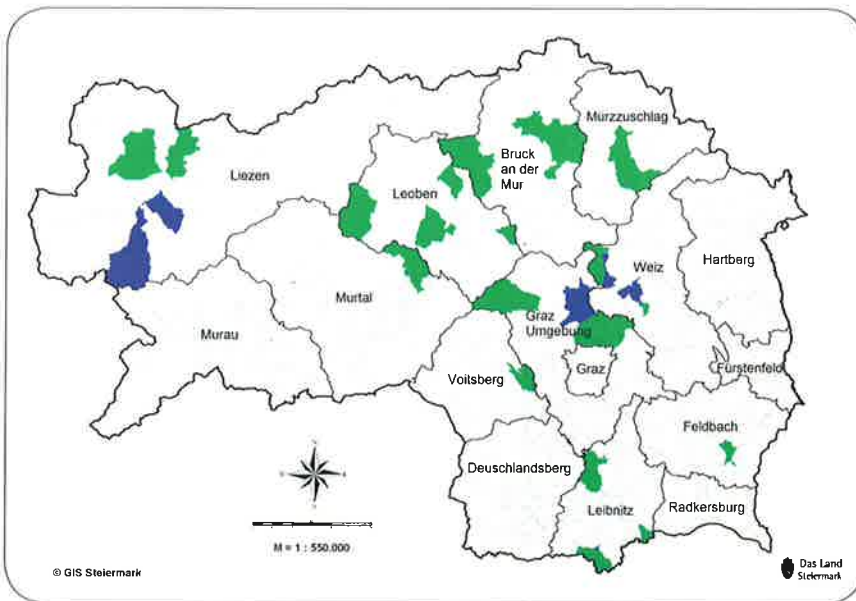 Mürzzuschlag
Bruck
an der
Mur
Liezen
Leoben
Hartberg
Weiz
Murtal
Graz
Umgebung
Murau
Fürstenfeld
Graz
Voitsberg
Feldbach
Deuschlandsberg
Leibnitz
Radkersburg
M = 1 : 550.000
© GIS Steiermark
Das Land
Steiermark